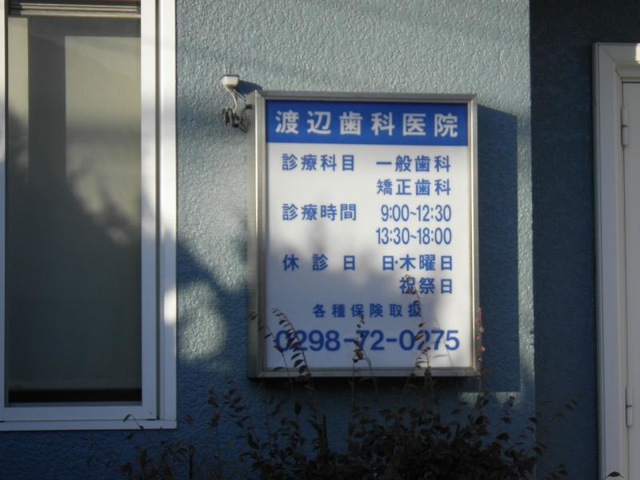 渡辺歯科医院
診療科目 一般歯科
矯正歯科
診療時間 9:00~12:30
13:30~18:00
休診日 日・木曜日
祝祭日
各種保険取扱
0298-72-0275